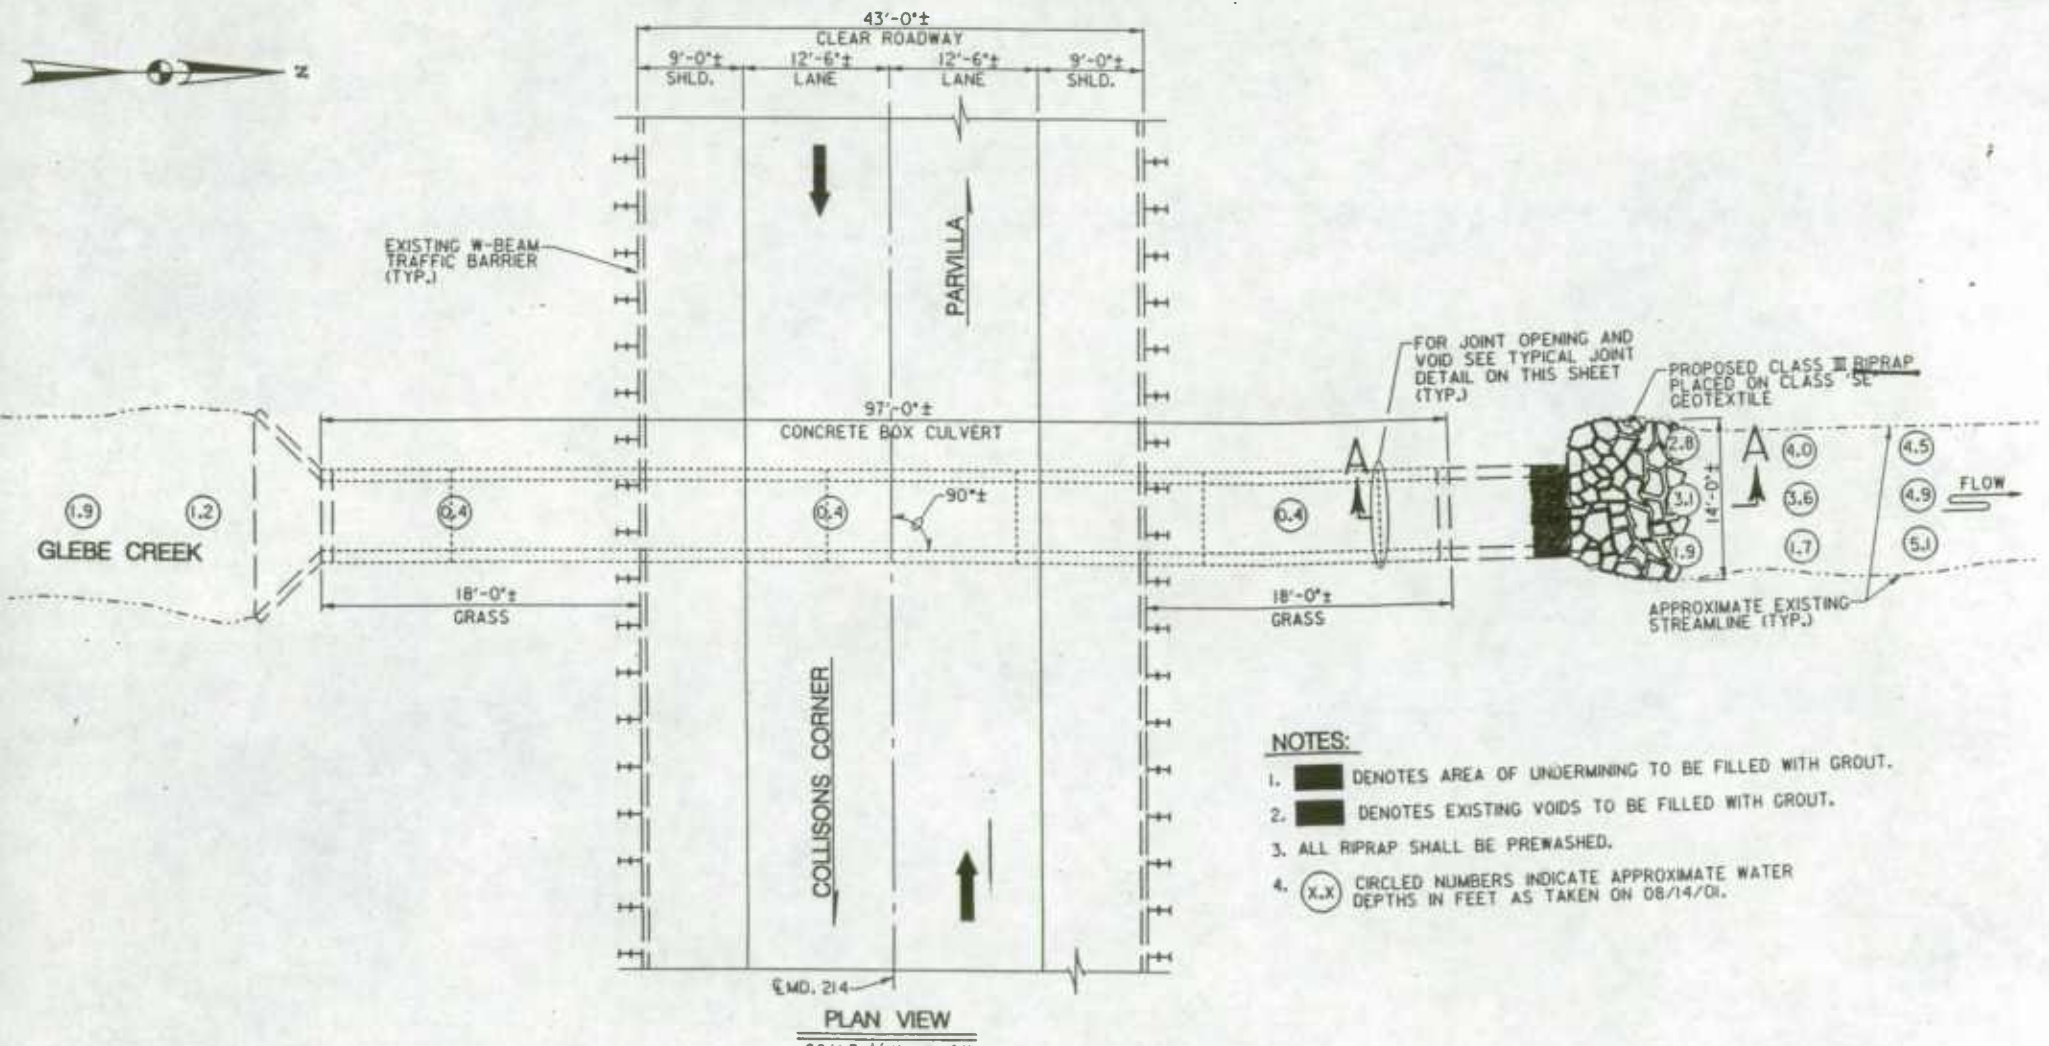 43'-0"±
CLEAR ROADWAY
9'-0"±
SHLD.
12'-6"±
LANE
12'-6"±
LANE
9'-0"±
SHLD.
N
EXISTING W-BEAM
TRAFFIC BARRIER
(TYP.)
PARVILLA
FOR JOINT OPENING AND
VOID SEE TYPICAL JOINT
DETAIL ON THIS SHEET
(TYP.)
PROPOSED CLASS III RIPRAP
PLACED ON CLASS 'SE'
GEOTEXTILE
97'-0"±
CONCRETE BOX CULVERT
A
A
2.8
4.0
4.5
90°±
1.9
1.2
0.4
0.4
0.4
3.1
14'-0"±
3.6
4.9
FLOW
GLEBE CREEK
1.9
1.7
5.1
18'-0"±
GRASS
18'-0"±
GRASS
APPROXIMATE EXISTING
STREAMLINE (TYP.)
COLLISONS CORNER
NOTES:
1. DENOTES AREA OF UNDERMINING TO BE FILLED WITH GROUT.
2. DENOTES EXISTING VOIDS TO BE FILLED WITH GROUT.
3. ALL RIPRAP SHALL BE PREWASHED.
4. X.X CIRCLED NUMBERS INDICATE APPROXIMATE WATER
DEPTHS IN FEET AS TAKEN ON 08/14/01.
℄ MD. 214
PLAN VIEW